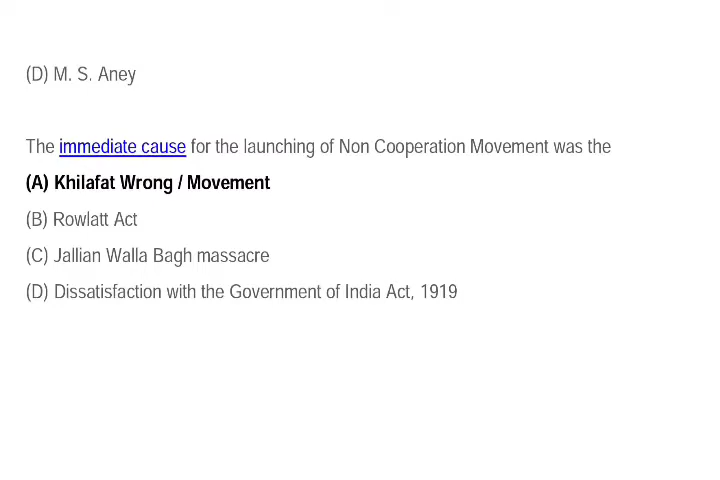 (D) M. S. Aney
The immediate cause for the launching of Non Cooperation Movement was the
(A) Khilafat Wrong / Movement
(B) Rowlatt Act
(C) Jallian Walla Bagh massacre
(D) Dissatisfaction with the Government of India Act, 1919